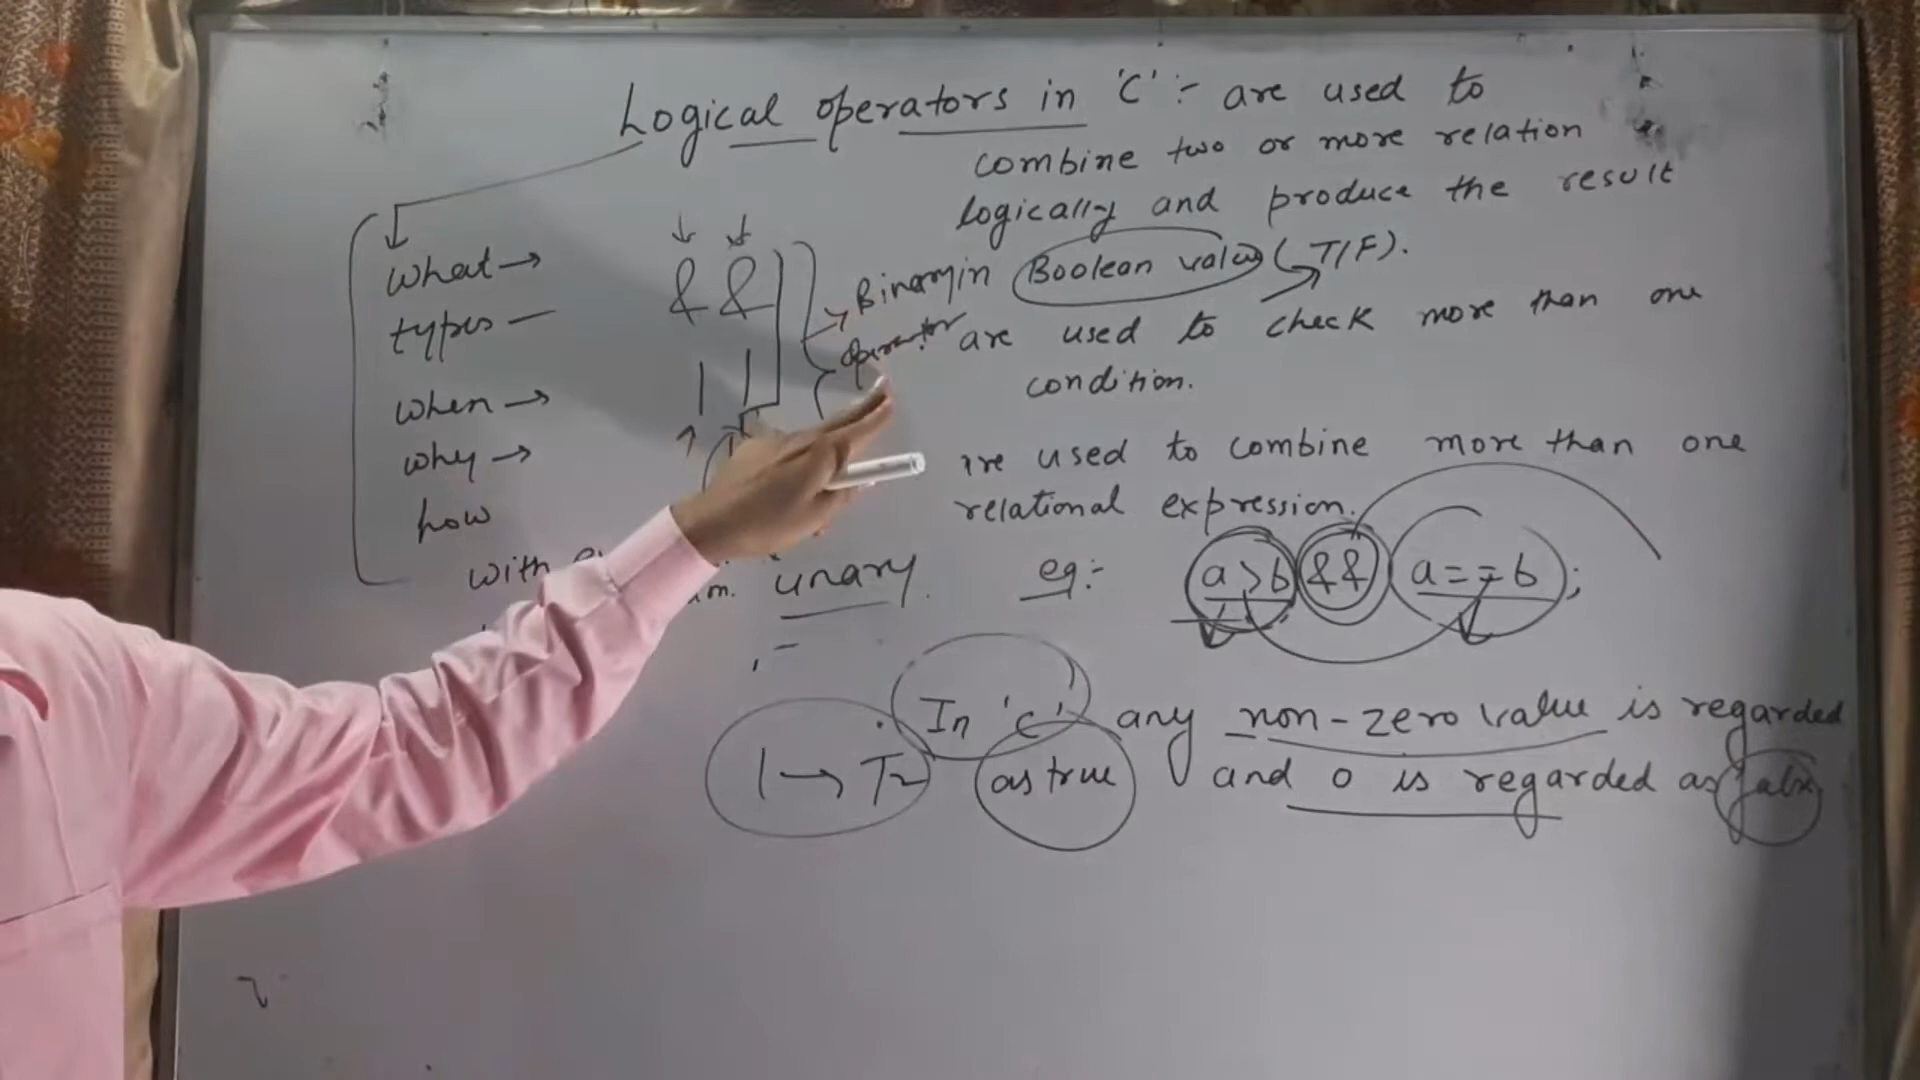 Logical operators in 'C' :- are used to
combine two or more relation
logically and produce the result
in Boolean value (T/F).
what →
types —
when →
why →
how
with
&&
||
Binary
operator
are used to check more than one
condition.
used to combine more than one
relational expression.
unary
eg:- a>b && a==b;
In 'c' any non-zero value is regarded
as true and 0 is regarded as false
1 → Tr